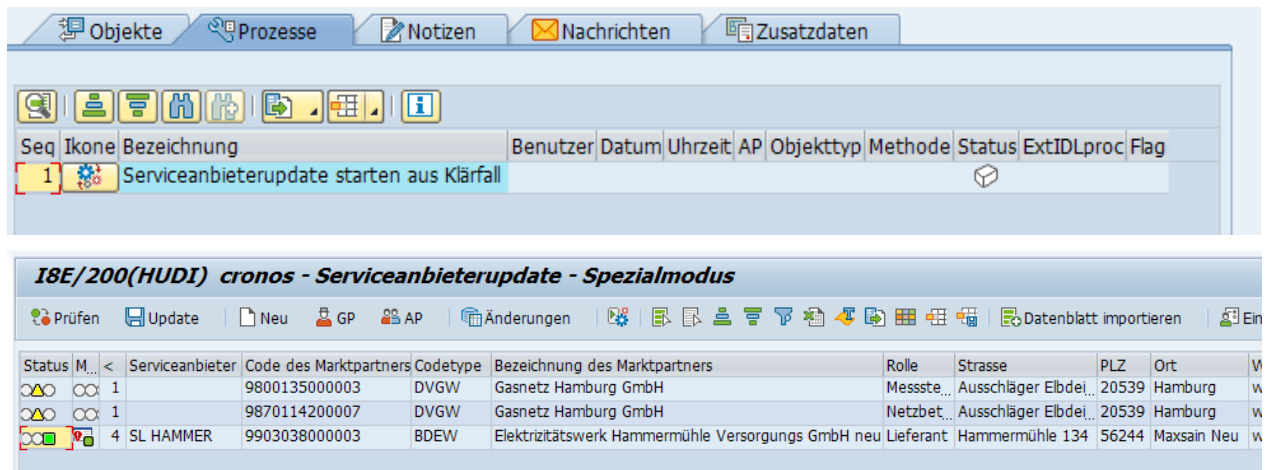 Objekte Prozesse Notizen Nachrichten Zusatzdaten
Seq Ikone Bezeichnung Benutzer Datum Uhrzeit AP Objekttyp Methode Status ExtIDLproc Flag
1 Serviceanbieterupdate starten aus Klärfall
I8E/200(HUDI) cronos - Serviceanbieterupdate - Spezialmodus
Prüfen Update Neu GP AP Änderungen Datenblatt importieren Ein
Status M... < Serviceanbieter Code des Marktpartners Codetype Bezeichnung des Marktpartners Rolle Strasse PLZ Ort W
1 9800135000003 DVGW Gasnetz Hamburg GmbH Messste... Ausschläger Elbdei... 20539 Hamburg w
1 9870114200007 DVGW Gasnetz Hamburg GmbH Netzbet... Ausschläger Elbdei... 20539 Hamburg w
4 SL HAMMER 9903038000003 BDEW Elektrizitätswerk Hammermühle Versorgungs GmbH neu Lieferant Hammermühle 134 56244 Maxsain Neu w